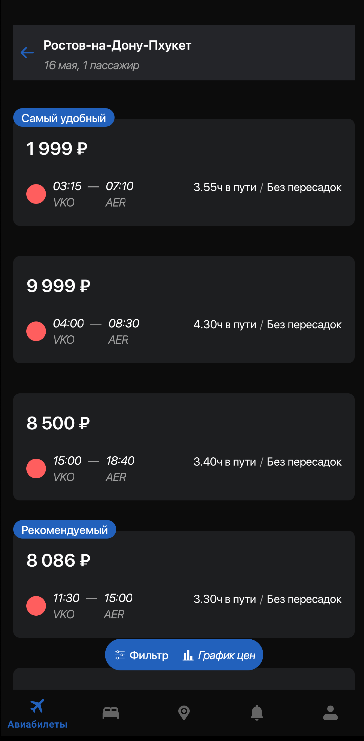 Ростов-на-Дону-Пхукет
16 мая, 1 пассажир
Самый удобный
1 999 ₽
03:15 — 07:10 3.55ч в пути / Без пересадок
VKO AER
9 999 ₽
04:00 — 08:30 4.30ч в пути / Без пересадок
VKO AER
8 500 ₽
15:00 — 18:40 3.40ч в пути / Без пересадок
VKO AER
Рекомендуемый
8 086 ₽
11:30 — 15:00 3.30ч в пути / Без пересадок
VKO AER
Фильтр График цен
Авиабилеты